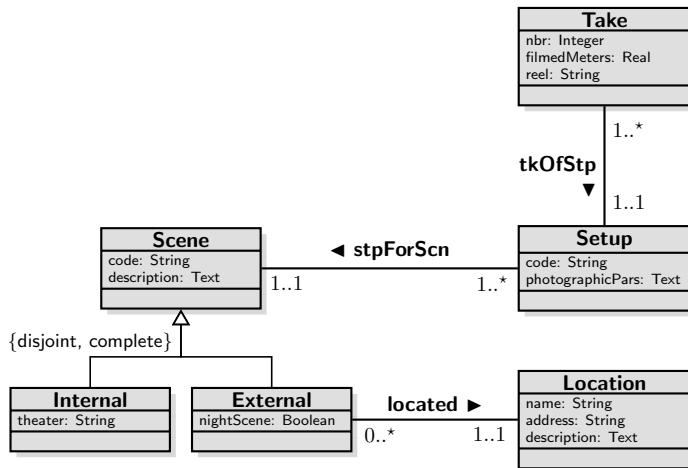 Take
nbr: Integer
filmedMeters: Real
reel: String
1..*
tkOfStp ▼
1..1
Scene
code: String
description: Text
◄ stpForScn
1..1
1..*
Setup
code: String
photographicPars: Text
{disjoint, complete}
Internal
theater: String
External
nightScene: Boolean
located ►
0..*
1..1
Location
name: String
address: String
description: Text